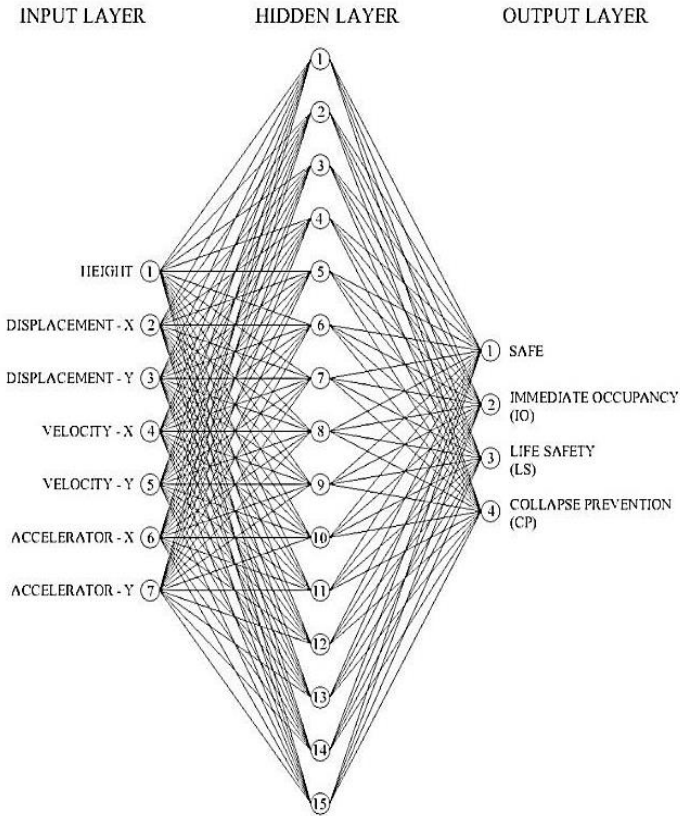 INPUT LAYER
HIDDEN LAYER
OUTPUT LAYER
HEIGHT 1
DISPLACEMENT - X 2
DISPLACEMENT - Y 3
VELOCITY - X 4
VELOCITY - Y 5
ACCELERATOR - X 6
ACCELERATOR - Y 7
1
2
3
4
5
6
7
8
9
10
11
12
13
14
15
1 SAFE
2 IMMEDIATE OCCUPANCY
(IO)
3 LIFE SAFETY
(LS)
4 COLLAPSE PREVENTION
(CP)